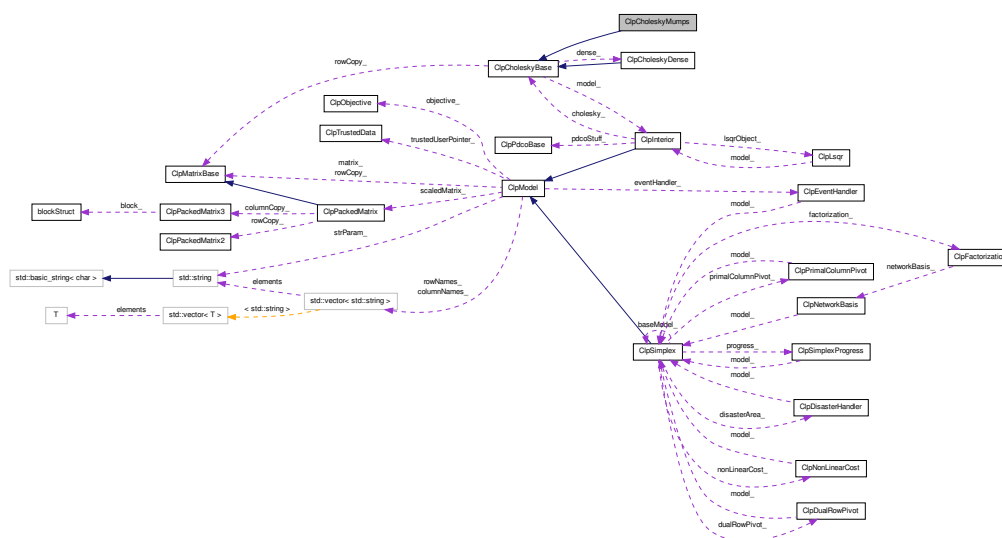 ClpCholeskyMumps
dense_
rowCopy_
ClpCholeskyBase
ClpCholeskyDense
model_
ClpObjective
objective_
cholesky_
ClpTrustedData
trustedUserPointer_
ClpPdcoBase
pdcoStuff_
ClpInterior
lsqrObject_
ClpLsqr
model_
matrix_
rowCopy_
ClpMatrixBase
ClpModel
eventHandler_
ClpEventHandler
scaledMatrix_
blockStruct
block_
ClpPackedMatrix3
columnCopy_
rowCopy_
ClpPackedMatrix
ClpPackedMatrix2
strParam_
model_
factorization_
ClpFactorization
std::basic_string< char >
std::string
elements
rowNames_
columnNames_
std::vector< std::string >
model_
primalColumnPivot_
ClpPrimalColumnPivot
networkBasis_
ClpNetworkBasis
T
elements
std::vector< T >
< std::string >
model_
baseModel_
ClpSimplex
progress_
model_
ClpSimplexProgress
model_
disasterArea_
ClpDisasterHandler
model_
nonLinearCost_
ClpNonLinearCost
model_
dualRowPivot_
ClpDualRowPivot